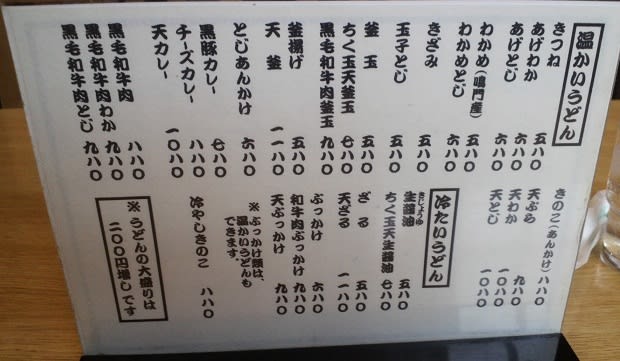 温かいうどん
きつね 五八〇
あげわか 六八〇
あげとじ 六八〇
わかめ(鳴門産) 五八〇
わかめとじ 六八〇
きざみ 六八〇
玉子とじ 五八〇
釜玉 五八〇
ちく玉天釜玉 七八〇
黒毛和牛肉釜玉 九八〇
釜揚げ 五八〇
天釜 一一八〇
とじあんかけ 六八〇
黒豚カレー 七八〇
チーズカレー 八八〇
天カレー 一〇八〇
黒毛和牛肉 八八〇
黒毛和牛肉わか 九八〇
黒毛和牛肉とじ 九八〇
きのこ(あんかけ) 八八〇
天ぷら 九八〇
天わか 一〇八〇
天とじ 一〇八〇
冷たいうどん
きじょうゆ
生醤油 五八〇
ちく玉天生醤油 七八〇
ざる 五八〇
天ざる 一一八〇
ぶっかけ 六八〇
和牛肉ぶっかけ 九八〇
天ぶっかけ 九八〇
※ぶっかけ類は、
温かいうどんも
できます。
冷やしきのこ 八八〇
※うどんの大盛りは
二〇〇円増しです